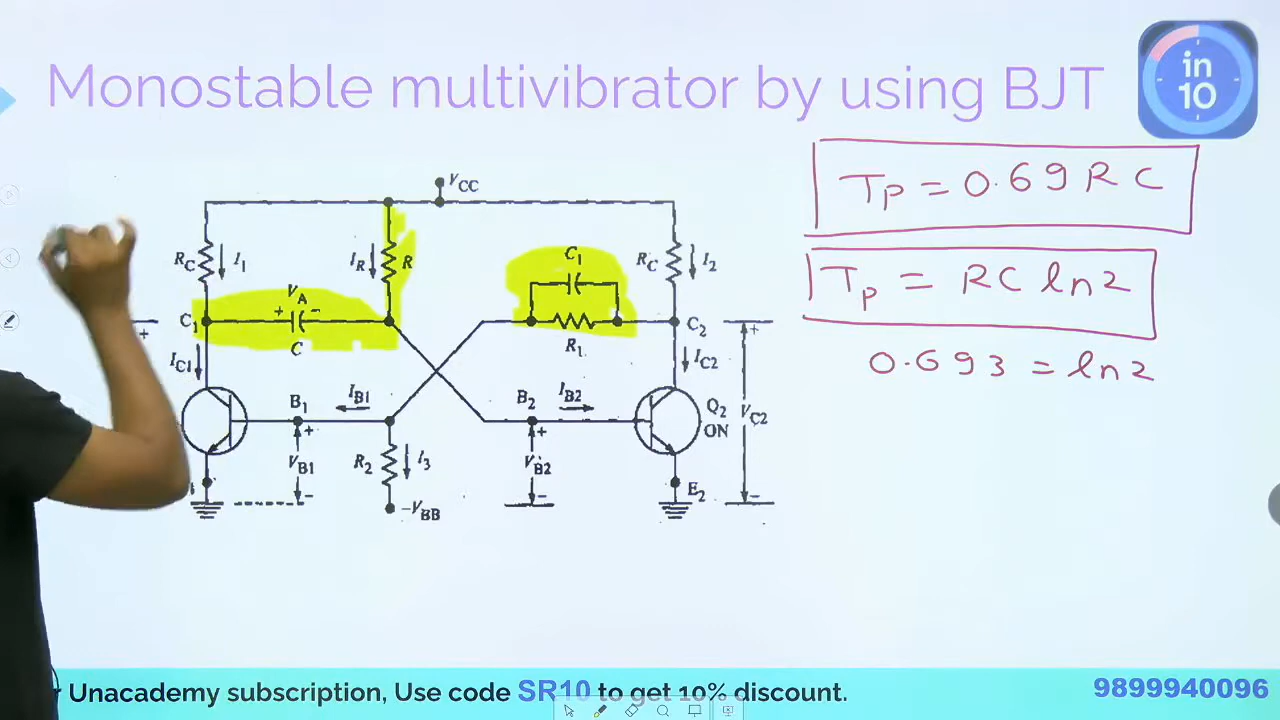 Monostable multivibrator by using BJT
in
10
Tp = 0.69 R C
Tp = RC ln2
0.693 = ln2
VCC
RC
I1
IR
R
C1
RC
I2
VA
+
-
C1
C
R1
C2
+
+
IC1
IC2
B1
IB1
B2
IB2
Q2
ON
VC2
+
+
VB1
R2
I3
VB2
-
-
E2
-
-VBB
Unacademy subscription, Use code SR10 to get 10% discount.
9899940096